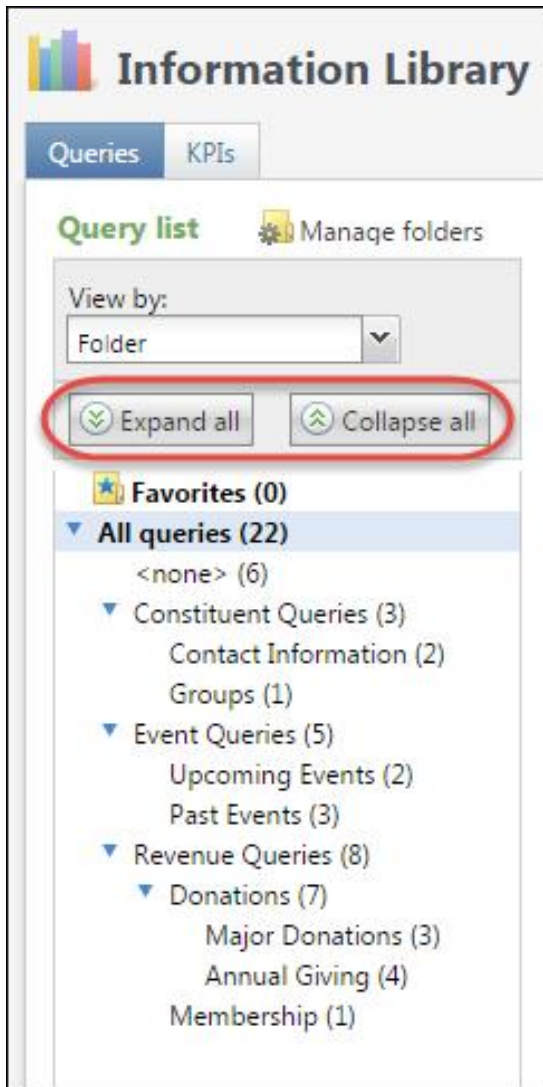 Information Library
Queries KPIs
Query list Manage folders
View by:
Folder
Expand all Collapse all
Favorites (0)
All queries (22)
<none> (6)
Constituent Queries (3)
Contact Information (2)
Groups (1)
Event Queries (5)
Upcoming Events (2)
Past Events (3)
Revenue Queries (8)
Donations (7)
Major Donations (3)
Annual Giving (4)
Membership (1)